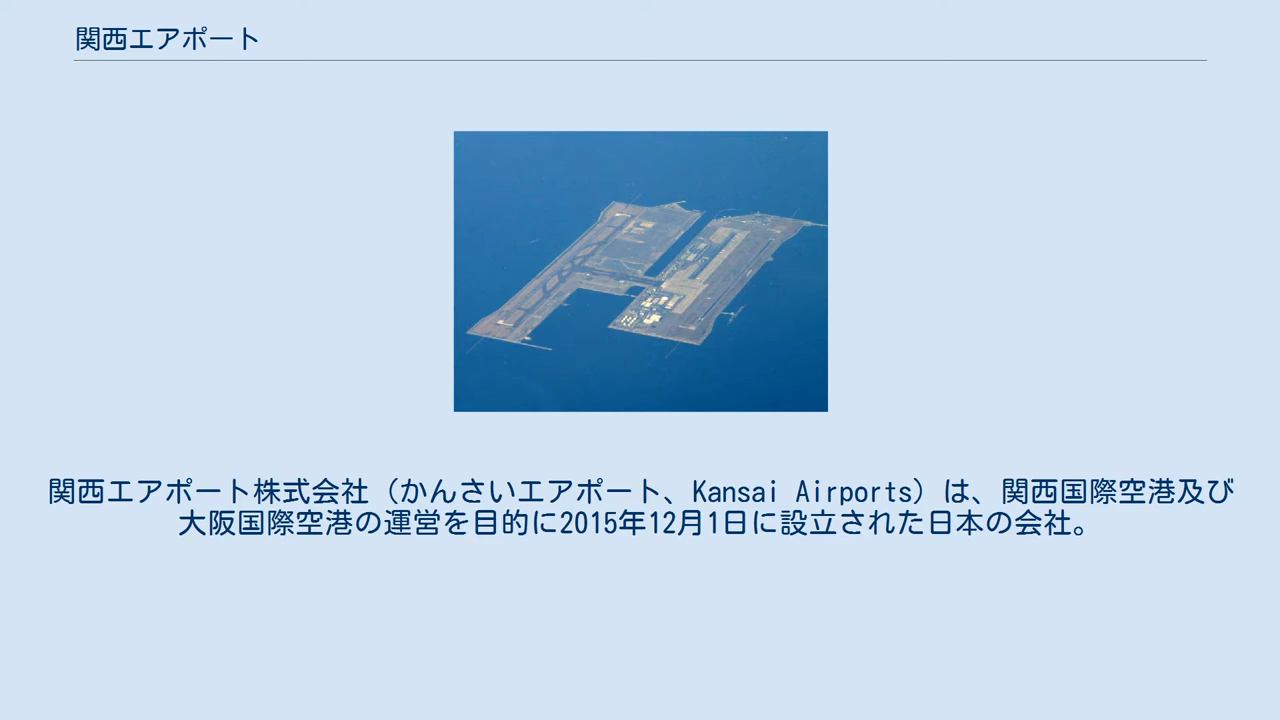 関西エアポート
関西エアポート株式会社（かんさいエアポート、Kansai Airports）は、関西国際空港及び
大阪国際空港の運営を目的に2015年12月1日に設立された日本の会社。